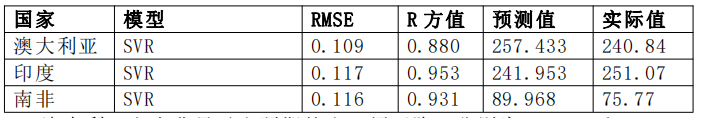 国家 模型 RMSE R 方值 预测值 实际值
澳大利亚 SVR 0.109 0.880 257.433 240.84
印度 SVR 0.117 0.953 241.953 251.07
南非 SVR 0.116 0.931 89.968 75.77